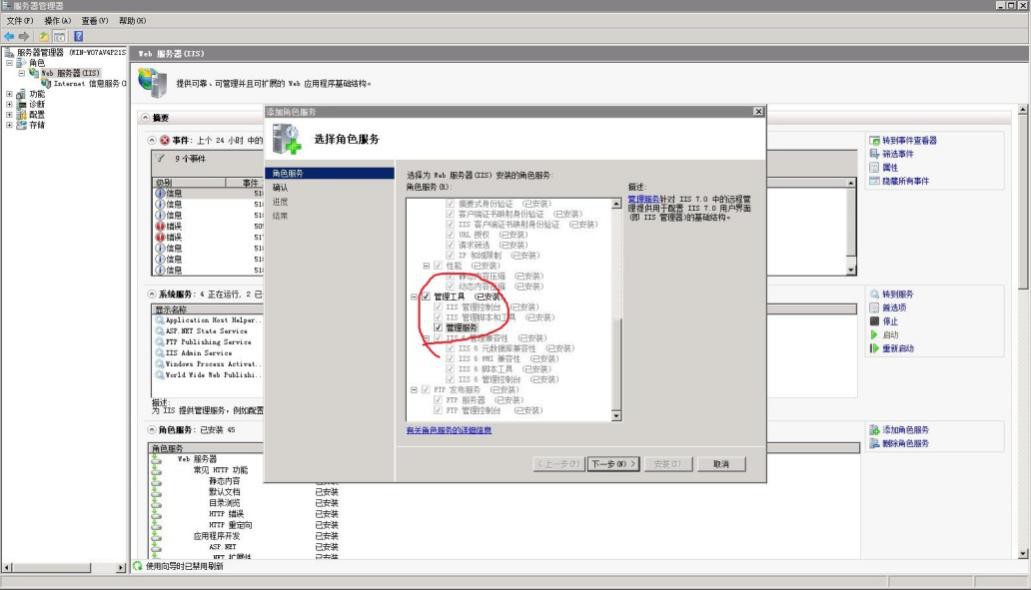 服务器管理器
文件(F) 操作(A) 查看(V) 帮助(H)
服务器管理器 (WIN-VO7AV4P21S
角色
Web 服务器(IIS)
Internet 信息服务(I
功能
诊断
配置
存储
Web 服务器(IIS)
提供可靠、可管理并且可扩展的 Web 应用程序基础结构。
摘要
事件: 上个 24 小时 中的
9 个事件
级别 事件
信息 51
信息 51
信息 51
错误 50
错误 51
信息 51
信息 51
信息 51
转到事件查看器
筛选事件
属性
隐藏所有事件
系统服务: 4 正在运行, 2 已
显示名称
Application Host Helper..
ASP.NET State Service
FTP Publishing Service
IIS Admin Service
Windows Process Activat..
World Wide Web Publishi..
描述:
为 IIS 提供管理服务,例如配置
转到服务
首选项
停止
启动
重新启动
角色服务: 已安装 45
角色服务
Web 服务器
常见 HTTP 功能
静态内容 已安装
默认文档 已安装
目录浏览 已安装
HTTP 错误 已安装
HTTP 重定向 已安装
应用程序开发 已安装
ASP.NET 已安装
.NET 扩展性 已安装
添加角色服务
删除角色服务
使用向导时已禁用刷新
添加角色服务
选择角色服务
角色服务
确认
进度
结果
选择为 Web 服务器(IIS) 安装的角色服务:
角色服务(R):
摘要式身份验证 (已安装)
客户端证书映射身份验证 (已安装)
IIS 客户端证书映射身份验证 (已安装)
URL 授权 (已安装)
请求筛选 (已安装)
IP 和域限制 (已安装)
性能 (已安装)
静态内容压缩 (已安装)
动态内容压缩 (已安装)
管理工具 (已安装)
IIS 管理控制台 (已安装)
IIS 管理脚本和工具 (已安装)
管理服务
IIS 6 管理兼容性 (已安装)
IIS 6 元数据库兼容性 (已安装)
IIS 6 WMI 兼容性 (已安装)
IIS 6 脚本工具 (已安装)
IIS 6 管理控制台 (已安装)
FTP 发布服务 (已安装)
FTP 服务器 (已安装)
FTP 管理控制台 (已安装)
描述:
管理服务针对 IIS 7.0 中的远程管
理提供用于配置 IIS 7.0 用户界面
(即 IIS 管理器)的基础结构。
有关角色服务的详细信息
< 上一步(P) 下一步(N) > 安装(I) 取消